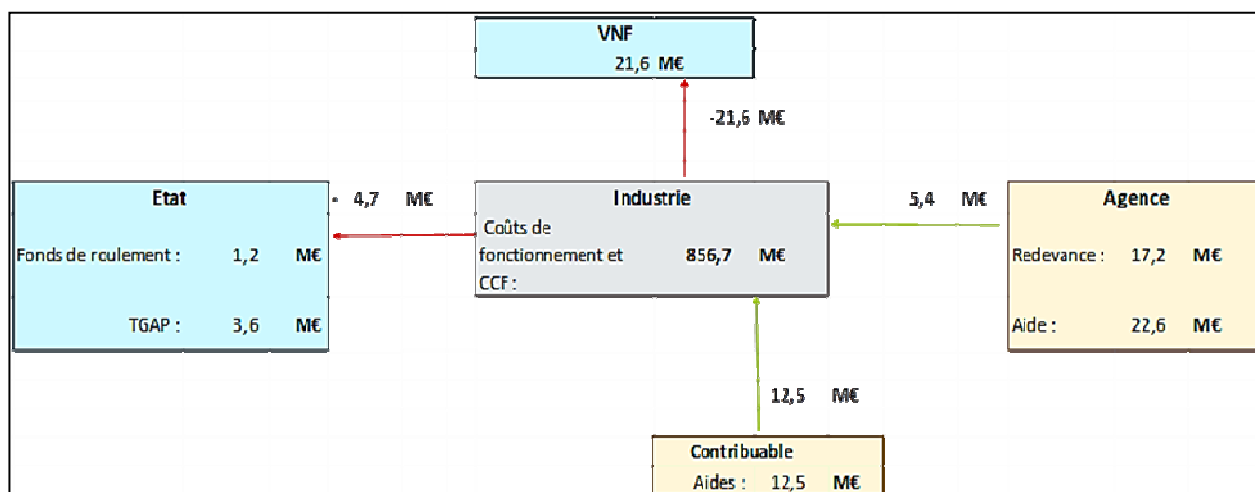 VNF
21,6 M€
-21,6 M€
Etat
- 4,7 M€
Industrie
5,4 M€
Agence
Fonds de roulement : 1,2 M€
Coûts de
fonctionnement et 856,7 M€
CCF :
Redevance : 17,2 M€
TGAP : 3,6 M€
Aide : 22,6 M€
12,5 M€
Contribuable
Aides : 12,5 M€